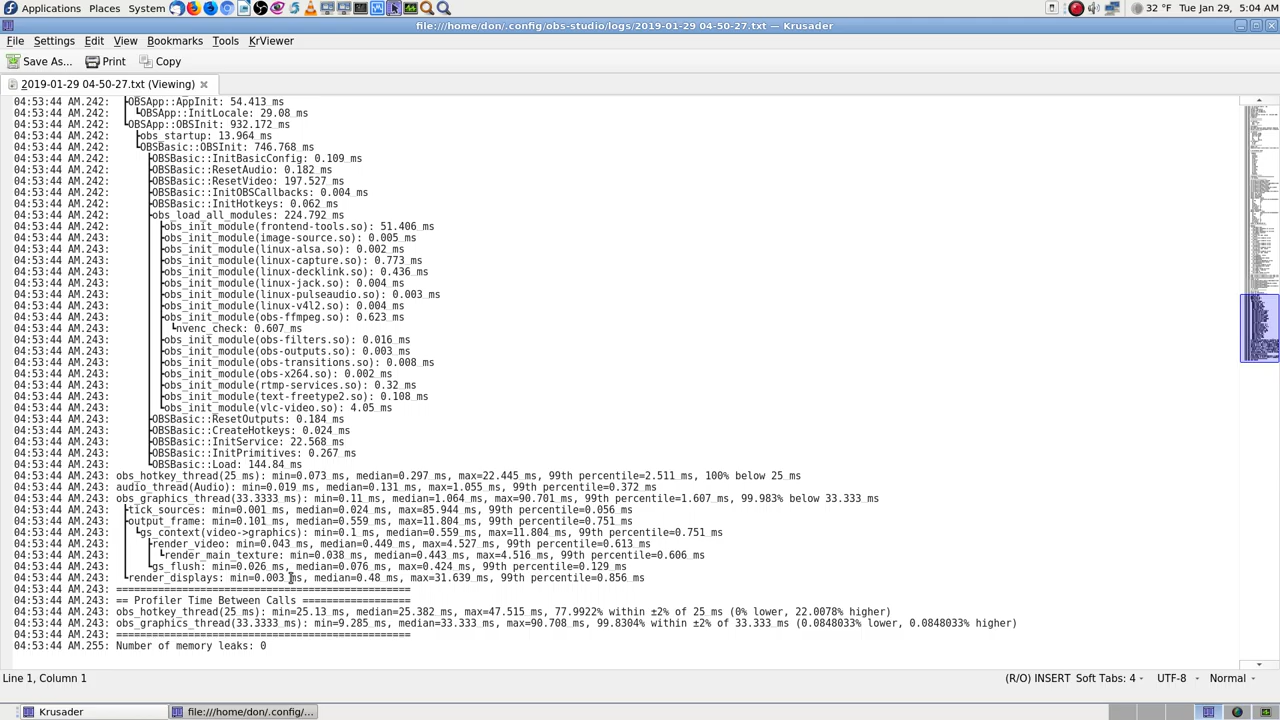 Applications Places System 32 °F Tue Jan 29, 5:04 AM
file:///home/don/.config/obs-studio/logs/2019-01-29 04-50-27.txt — Krusader
File Settings Edit View Bookmarks Tools KrViewer
Save As... Print Copy
2019-01-29 04-50-27.txt (Viewing)
04:53:44 AM.242: ┣OBSApp::AppInit: 54.413 ms
04:53:44 AM.242: ┃ ┗OBSApp::InitLocale: 29.08 ms
04:53:44 AM.242: ┗OBSApp::OBSInit: 932.172 ms
04:53:44 AM.242: ┣obs_startup: 13.964 ms
04:53:44 AM.242: ┗OBSBasic::OBSInit: 746.768 ms
04:53:44 AM.242: ┣OBSBasic::InitBasicConfig: 0.109 ms
04:53:44 AM.242: ┣OBSBasic::ResetAudio: 0.182 ms
04:53:44 AM.242: ┣OBSBasic::ResetVideo: 197.527 ms
04:53:44 AM.242: ┣OBSBasic::InitOBSCallbacks: 0.004 ms
04:53:44 AM.242: ┣OBSBasic::InitHotkeys: 0.062 ms
04:53:44 AM.242: ┣obs_load_all_modules: 224.792 ms
04:53:44 AM.242: ┃ ┣obs_init_module(frontend-tools.so): 51.406 ms
04:53:44 AM.242: ┃ ┣obs_init_module(image-source.so): 0.005 ms
04:53:44 AM.242: ┃ ┣obs_init_module(linux-alsa.so): 0.002 ms
04:53:44 AM.242: ┃ ┣obs_init_module(linux-capture.so): 0.773 ms
04:53:44 AM.242: ┃ ┣obs_init_module(linux-decklink.so): 0.436 ms
04:53:44 AM.242: ┃ ┣obs_init_module(linux-jack.so): 0.004 ms
04:53:44 AM.243: ┃ ┣obs_init_module(linux-pulseaudio.so): 0.003 ms
04:53:44 AM.243: ┃ ┣obs_init_module(linux-v4l2.so): 0.004 ms
04:53:44 AM.243: ┃ ┣obs_init_module(obs-ffmpeg.so): 0.623 ms
04:53:44 AM.243: ┃ ┃ ┗nvenc_check: 0.607 ms
04:53:44 AM.243: ┃ ┣obs_init_module(obs-filters.so): 0.016 ms
04:53:44 AM.243: ┃ ┣obs_init_module(obs-outputs.so): 0.003 ms
04:53:44 AM.243: ┃ ┣obs_init_module(obs-transitions.so): 0.008 ms
04:53:44 AM.243: ┃ ┣obs_init_module(obs-x264.so): 0.002 ms
04:53:44 AM.243: ┃ ┣obs_init_module(rtmp-services.so): 0.32 ms
04:53:44 AM.243: ┃ ┣obs_init_module(text-freetype2.so): 0.108 ms
04:53:44 AM.243: ┃ ┗obs_init_module(vlc-video.so): 4.05 ms
04:53:44 AM.243: ┣OBSBasic::ResetOutputs: 0.184 ms
04:53:44 AM.243: ┣OBSBasic::CreateHotkeys: 0.024 ms
04:53:44 AM.243: ┣OBSBasic::InitService: 22.568 ms
04:53:44 AM.243: ┣OBSBasic::InitPrimitives: 0.267 ms
04:53:44 AM.243: ┗OBSBasic::Load: 144.84 ms
04:53:44 AM.243: obs_hotkey_thread(25 ms): min=0.073 ms, median=0.297 ms, max=22.445 ms, 99th percentile=2.511 ms, 100% below 25 ms
04:53:44 AM.243: audio_thread(Audio): min=0.019 ms, median=0.131 ms, max=1.055 ms, 99th percentile=0.372 ms
04:53:44 AM.243: obs_graphics_thread(33.3333 ms): min=0.11 ms, median=1.064 ms, max=90.701 ms, 99th percentile=1.607 ms, 99.983% below 33.333 ms
04:53:44 AM.243: ┣tick_sources: min=0.001 ms, median=0.024 ms, max=85.944 ms, 99th percentile=0.056 ms
04:53:44 AM.243: ┣output_frame: min=0.101 ms, median=0.559 ms, max=11.804 ms, 99th percentile=0.751 ms
04:53:44 AM.243: ┃ ┗gs_context(video->graphics): min=0.1 ms, median=0.559 ms, max=11.804 ms, 99th percentile=0.751 ms
04:53:44 AM.243: ┃ ┣render_video: min=0.043 ms, median=0.449 ms, max=4.527 ms, 99th percentile=0.613 ms
04:53:44 AM.243: ┃ ┃ ┗render_main_texture: min=0.038 ms, median=0.443 ms, max=4.516 ms, 99th percentile=0.606 ms
04:53:44 AM.243: ┃ ┗gs_flush: min=0.026 ms, median=0.076 ms, max=0.424 ms, 99th percentile=0.129 ms
04:53:44 AM.243: ┗render_displays: min=0.003 ms, median=0.48 ms, max=31.639 ms, 99th percentile=0.856 ms
04:53:44 AM.243: =================================================
04:53:44 AM.243: == Profiler Time Between Calls ==================
04:53:44 AM.243: obs_hotkey_thread(25 ms): min=25.13 ms, median=25.382 ms, max=47.515 ms, 77.9922% within ±2% of 25 ms (0% lower, 22.0078% higher)
04:53:44 AM.243: obs_graphics_thread(33.3333 ms): min=9.285 ms, median=33.333 ms, max=90.708 ms, 99.8304% within ±2% of 33.333 ms (0.0848033% lower, 0.0848033% higher)
04:53:44 AM.243: =================================================
04:53:44 AM.255: Number of memory leaks: 0
Line 1, Column 1 (R/O) INSERT Soft Tabs: 4 UTF-8 Normal
Krusader file:///home/don/.config/...